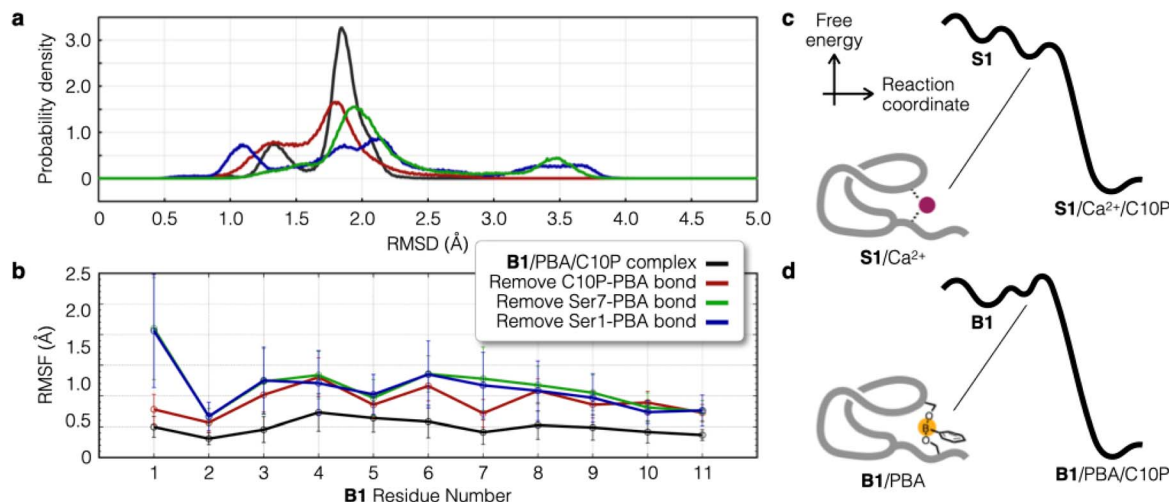 a
Probability density
3.0
2.0
1.0
0
0 0.5 1.0 1.5 2.0 2.5 3.0 3.5 4.0 4.5 5.0
RMSD (Å)
b
RMSF (Å)
2.5
2.0
1.5
1.0
0.5
0
1 2 3 4 5 6 7 8 9 10 11
B1 Residue Number
B1/PBA/C10P complex
Remove C10P-PBA bond
Remove Ser7-PBA bond
Remove Ser1-PBA bond
c
Free
energy
Reaction
coordinate
S1
S1/Ca²⁺
S1/Ca²⁺/C10P
d
B1
O
B
O
B1/PBA
B1/PBA/C10P